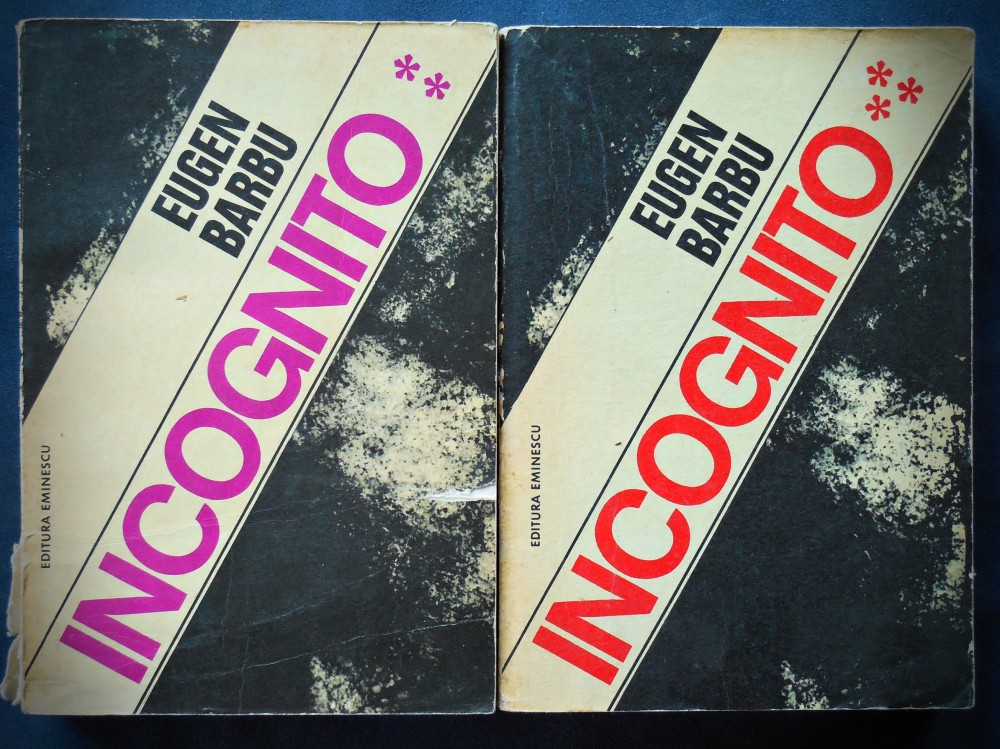 EUGEN
BARBU
INCOGNITO **
EDITURA EMINESCU
EUGEN
BARBU
INCOGNITO ***
EDITURA EMINESCU